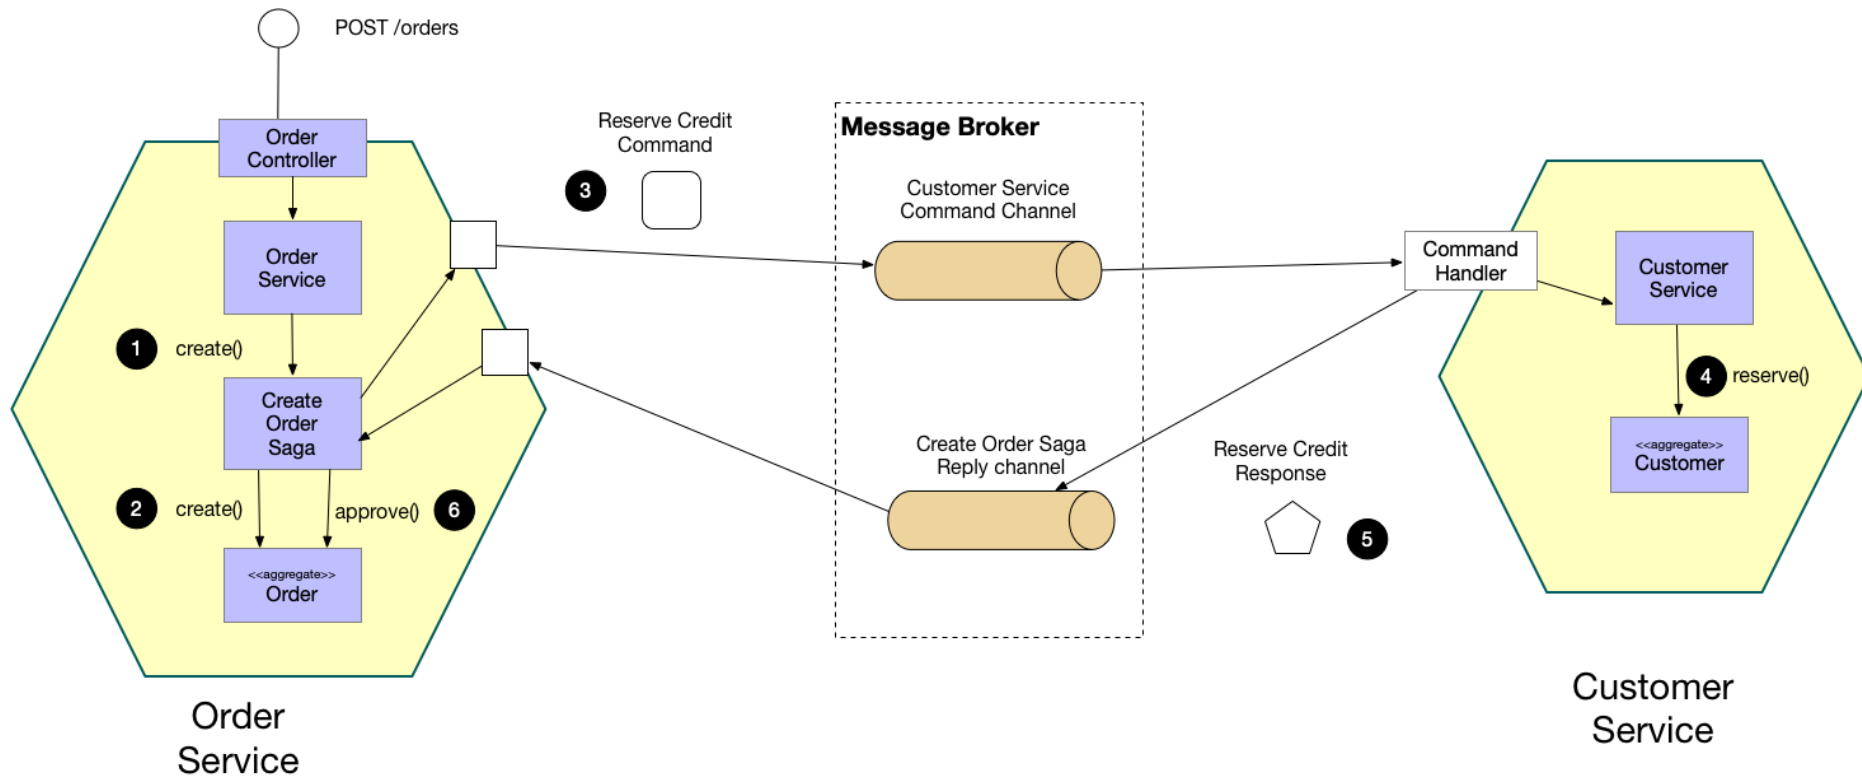 POST /orders
Order
Controller
Order
Service
1
create()
Create
Order
Saga
2
create()
approve()
6
<<aggregate>>
Order
Order
Service
Reserve Credit
Command
3
Message Broker
Customer Service
Command Channel
Create Order Saga
Reply channel
Reserve Credit
Response
5
Command
Handler
Customer
Service
4
reserve()
<<aggregate>>
Customer
Customer
Service